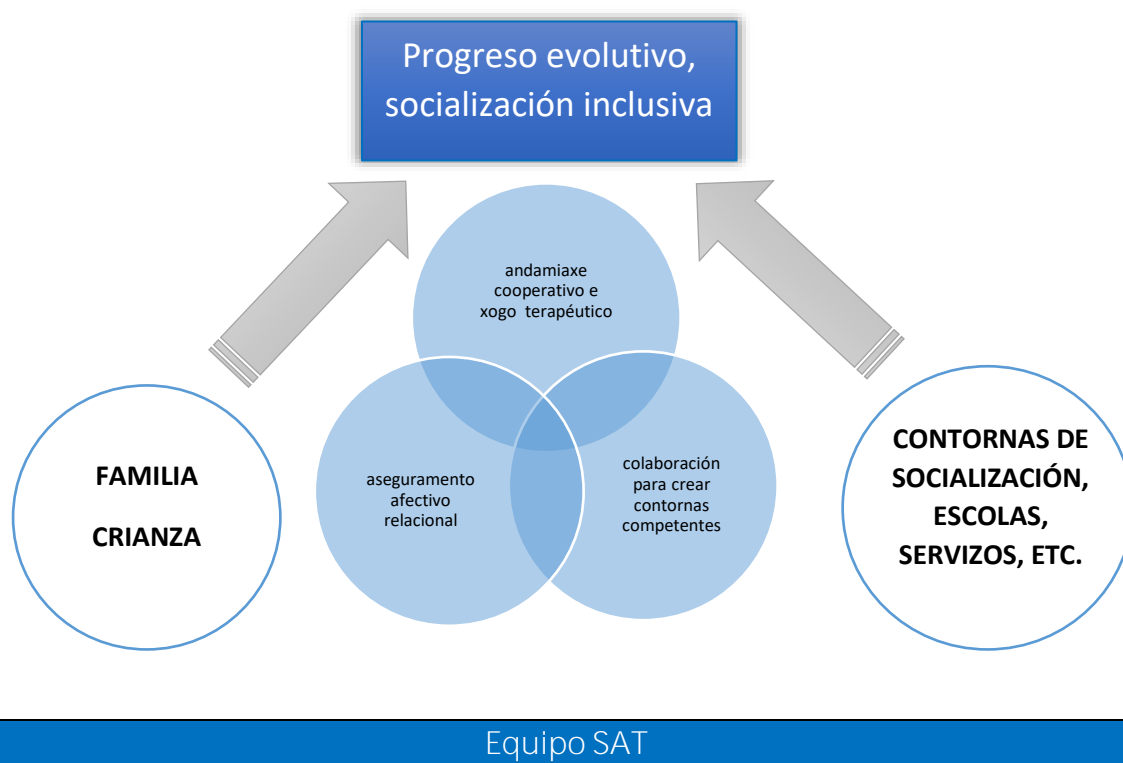 Progreso evolutivo,
socialización inclusiva
andamiaxe
cooperativo e
xogo terapéutico
FAMILIA
CRIANZA
aseguramento
afectivo
relacional
colaboración
para crear
contornas
competentes
CONTORNAS DE
SOCIALIZACIÓN,
ESCOLAS,
SERVIZOS, ETC.
Equipo SAT